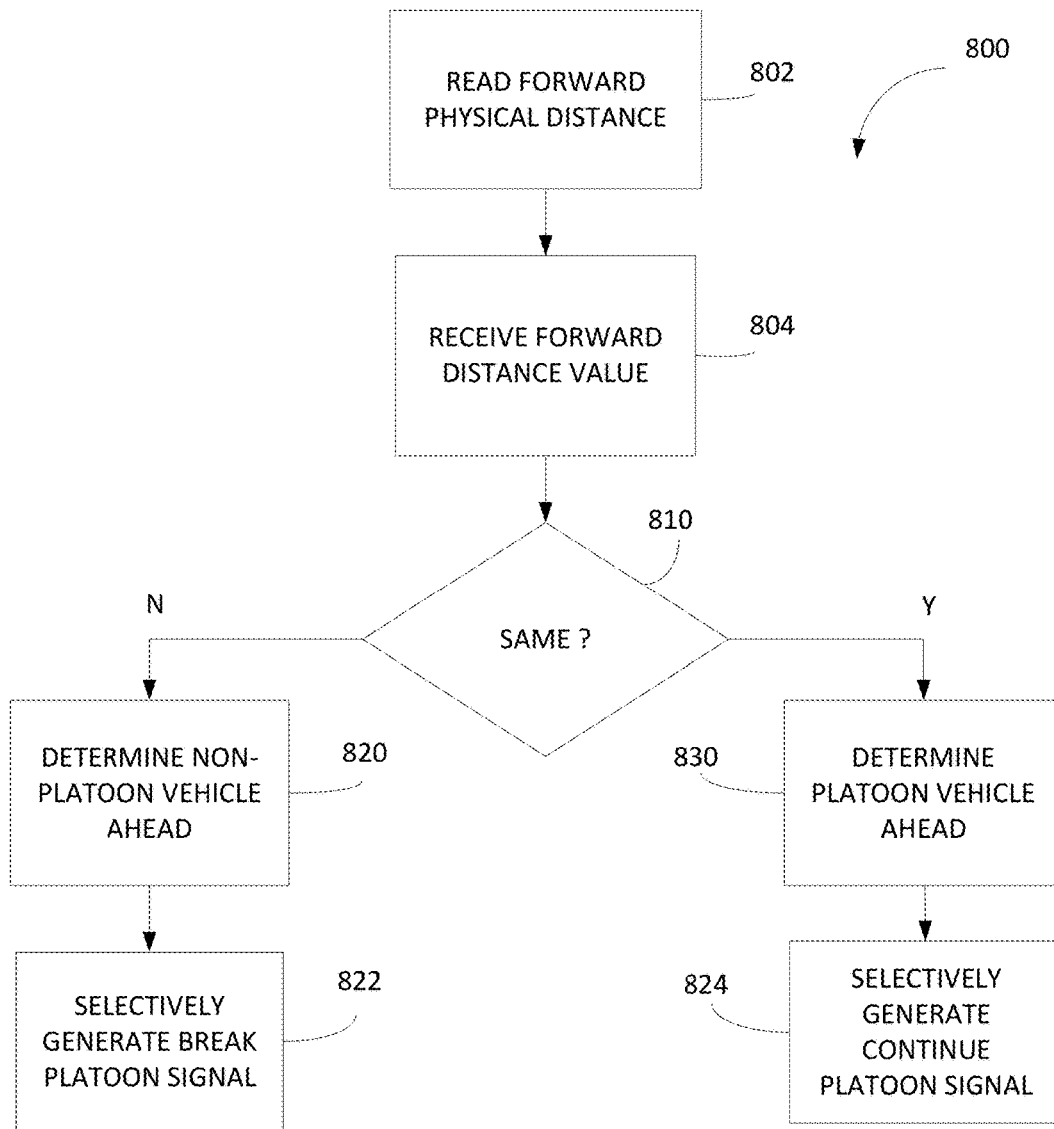 READ FORWARD
PHYSICAL DISTANCE
802
800
RECEIVE FORWARD
DISTANCE VALUE
804
810
SAME ?
N
Y
DETERMINE NON-
PLATOON VEHICLE
AHEAD
820
830
DETERMINE
PLATOON VEHICLE
AHEAD
SELECTIVELY
GENERATE BREAK
PLATOON SIGNAL
822
824
SELECTIVELY
GENERATE
CONTINUE
PLATOON SIGNAL